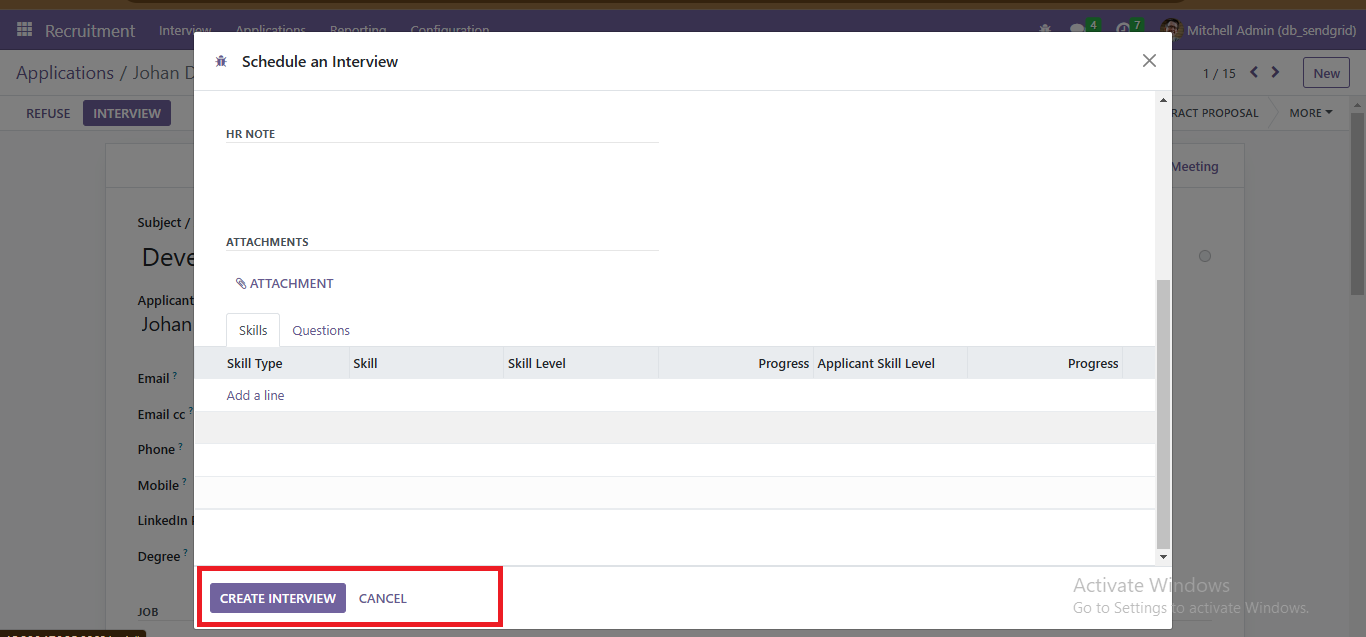 Recruitment Interview Applications Reporting Configuration 4 7 Mitchell Admin (db_sendgrid)
Schedule an Interview
Applications / Johan D
1 / 15 New
REFUSE INTERVIEW
RACT PROPOSAL MORE
HR NOTE
Meeting
Subject /
ATTACHMENTS
Deve
ATTACHMENT
Applicant
Johan
Skills Questions
Skill Type Skill Skill Level Progress Applicant Skill Level Progress
Email ?
Add a line
Email cc ?
Phone ?
Mobile ?
LinkedIn
Degree ?
CREATE INTERVIEW CANCEL
JOB
Activate Windows
Go to Settings to activate Windows.